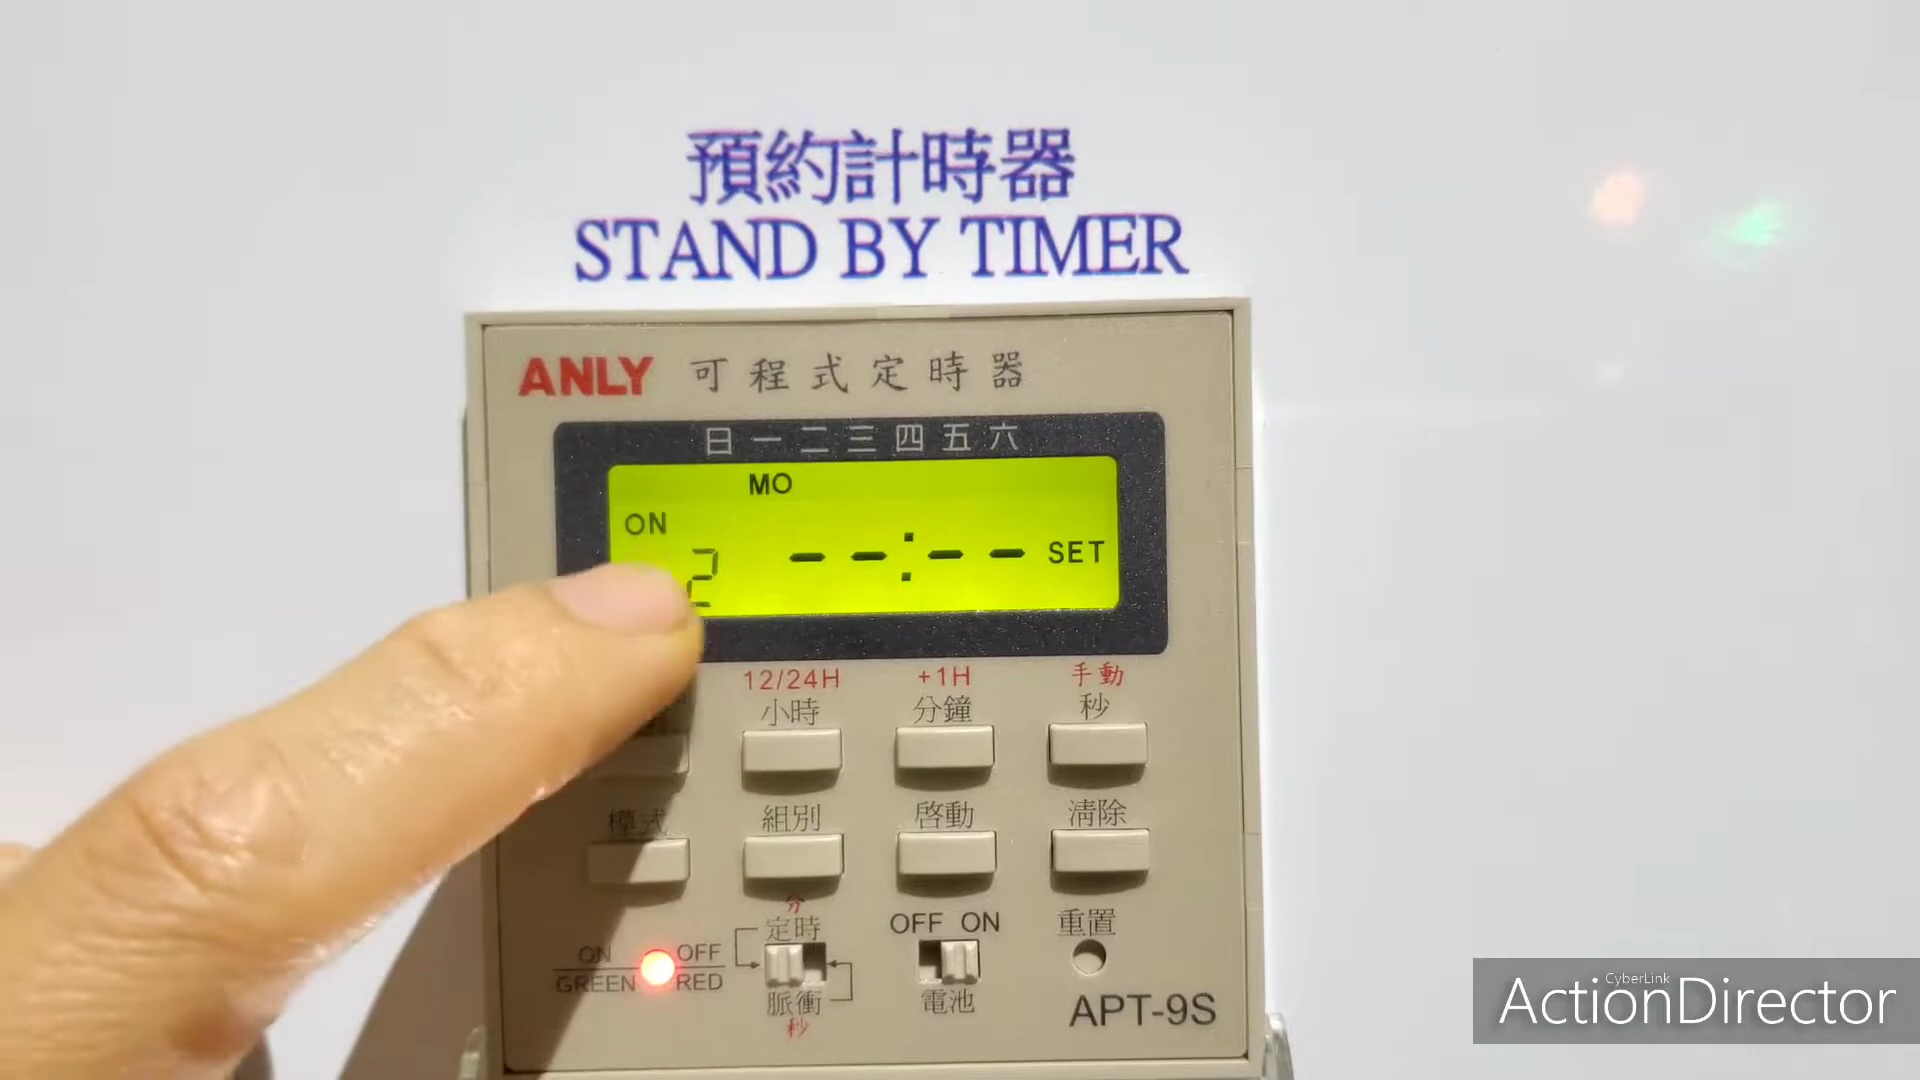 預約計時器
STAND BY TIMER
ANLY 可程式定時器
日 一 二 三 四 五 六
MO
ON
2 --:-- SET
12/24H +1H 手動
小時 分鐘 秒
模式 組別 啓動 清除
分
定時 OFF ON 重置
ON OFF
GREEN RED
脈衝 電池
秒
APT-9S
CyberLink
ActionDirector